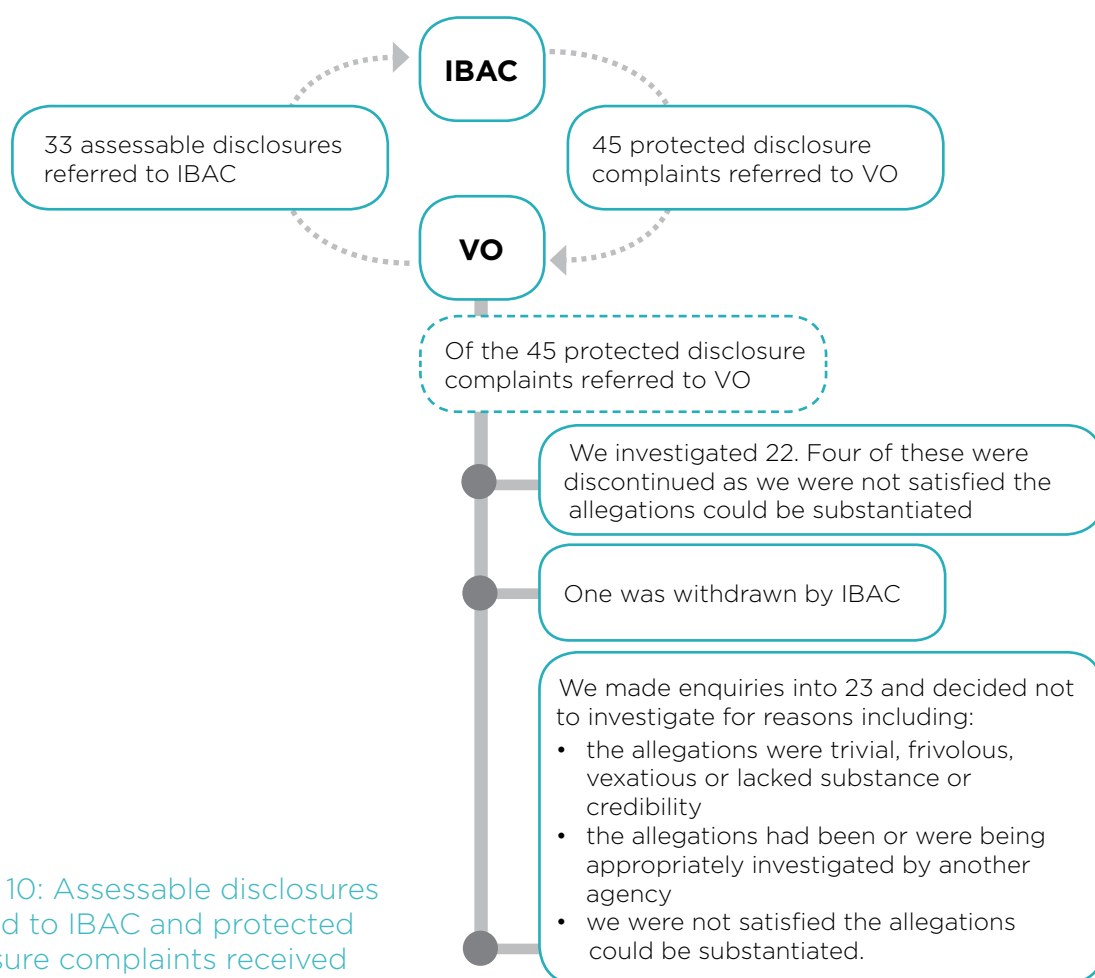 IBAC
33 assessable disclosures
referred to IBAC
45 protected disclosure
complaints referred to VO
VO
Of the 45 protected disclosure
complaints referred to VO
We investigated 22. Four of these were
discontinued as we were not satisfied the
allegations could be substantiated
One was withdrawn by IBAC
We made enquiries into 23 and decided not
to investigate for reasons including:
• the allegations were trivial, frivolous,
vexatious or lacked substance or
credibility
• the allegations had been or were being
appropriately investigated by another
agency
• we were not satisfied the allegations
could be substantiated.
10: Assessable disclosures
d to IBAC and protected
sure complaints received